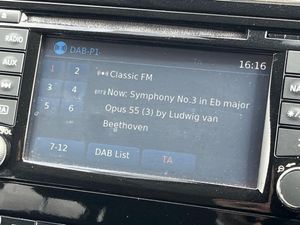 RADIO
AUX
DAB-P1
16:16
1 2
Classic FM
3 4
Now: Symphony No.3 in Eb major
5 6
Opus 55 (3) by Ludwig van
Beethoven
7-12
DAB List
TA